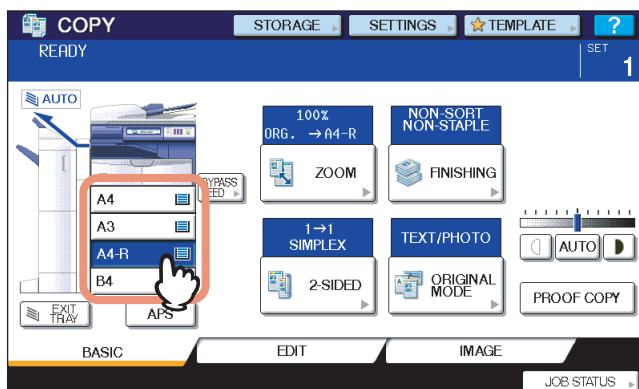 COPY
STORAGE
SETTINGS
TEMPLATE
?
READY
SET
1
AUTO
100%
ORG. →A4-R
NON-SORT
NON-STAPLE
ZOOM
FINISHING
BYPASS
FEED
A4
A3
A4-R
B4
1→1
SIMPLEX
TEXT/PHOTO
AUTO
2-SIDED
ORIGINAL
MODE
PROOF COPY
EXIT
TRAY
APS
BASIC
EDIT
IMAGE
JOB STATUS